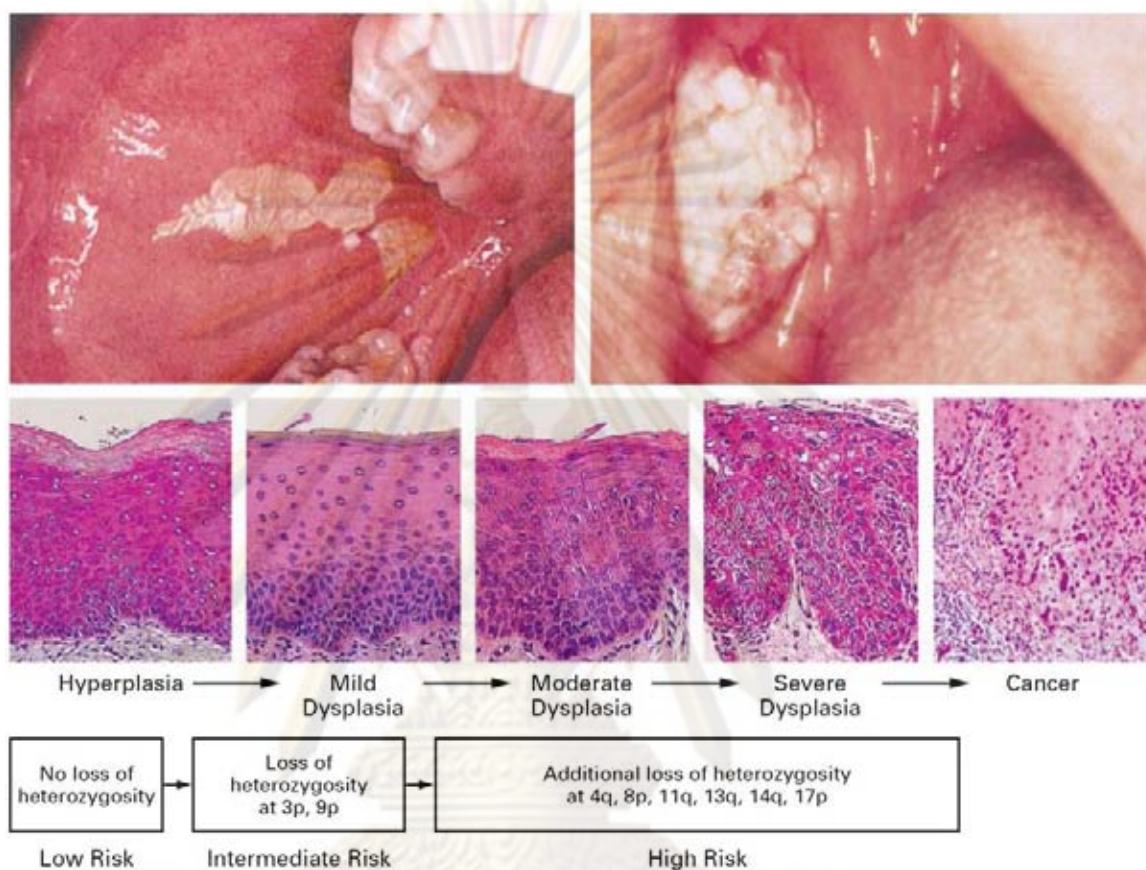 Hyperplasia
Mild
Dysplasia
Moderate
Dysplasia
Severe
Dysplasia
Cancer
No loss of
heterozygosity
Loss of
heterozygosity
at 3p, 9p
Additional loss of heterozygosity
at 4q, 8p, 11q, 13q, 14q, 17p
Low Risk
Intermediate Risk
High Risk